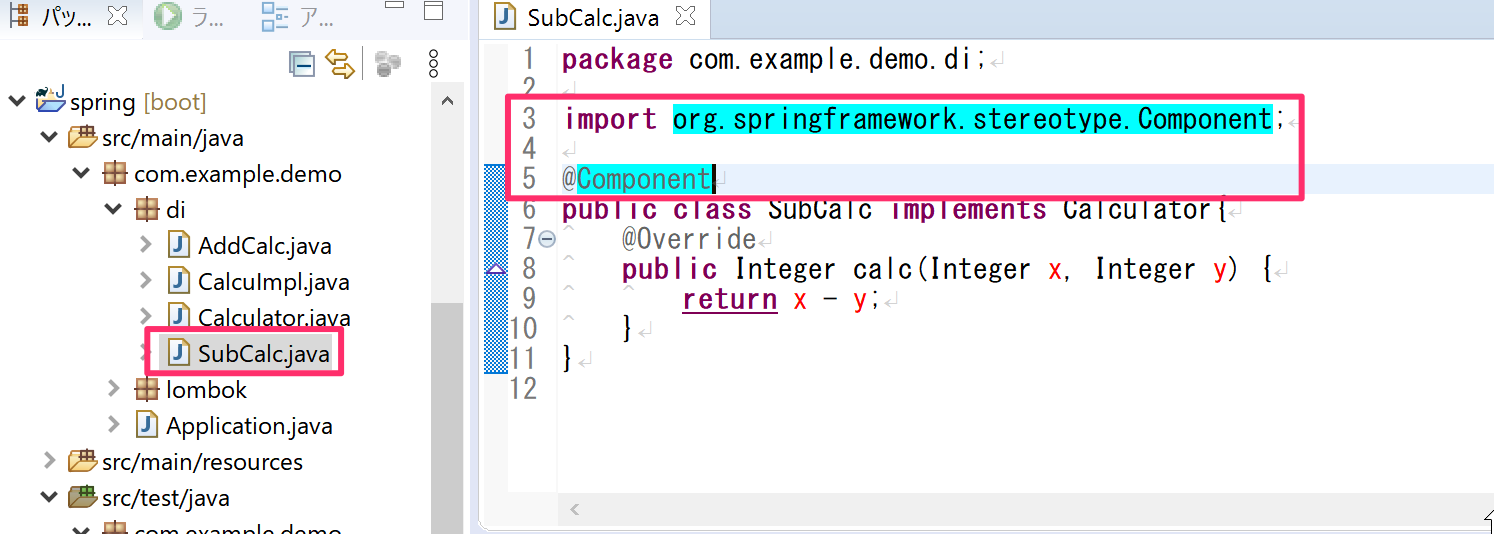 パッ...
ラ...
ア...
spring [boot]
src/main/java
com.example.demo
di
AddCalc.java
CalcuImpl.java
Calculator.java
SubCalc.java
lombok
Application.java
src/main/resources
src/test/java
com.example.demo
SubCalc.java
1 package com.example.demo.di;
2
3 import org.springframework.stereotype.Component;
4
5 @Component
6 public class SubCalc implements Calculator{
7 @Override
8 public Integer calc(Integer x, Integer y) {
9 return x - y;
10 }
11 }
12